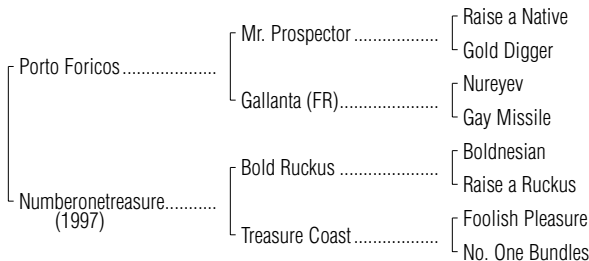 Raise a Native
Mr. Prospector ..................
Gold Digger
Porto Foricos ....................
Nureyev
Gallanta (FR).....................
Gay Missile
Boldnesian
Bold Ruckus .....................
Raise a Ruckus
Numberonetreasure...........
(1997)
Foolish Pleasure
Treasure Coast ..................
No. One Bundles